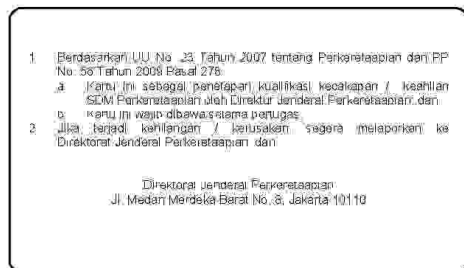 1 Berdasarkan UU No. 23 Tahun 2007 tentang Perkeretaapian dan PP
No. 56 Tahun 2009 Pasal 278
a Kartu ini sebagai penetapan kualifikasi kecakapan / keahlian
SDM Perkeretaapian oleh Direktur Jenderal Perkeretaapian, dan
b Kartu ini wajib dibawa selama bertugas
2 Jika terjadi kehilangan / kerusakan segera melaporkan ke
Direktorat Jenderal Perkeretaapian dan
Direktorat Jenderal Perkeretaapian
Jl. Medan Merdeka Barat No. 8, Jakarta 10110